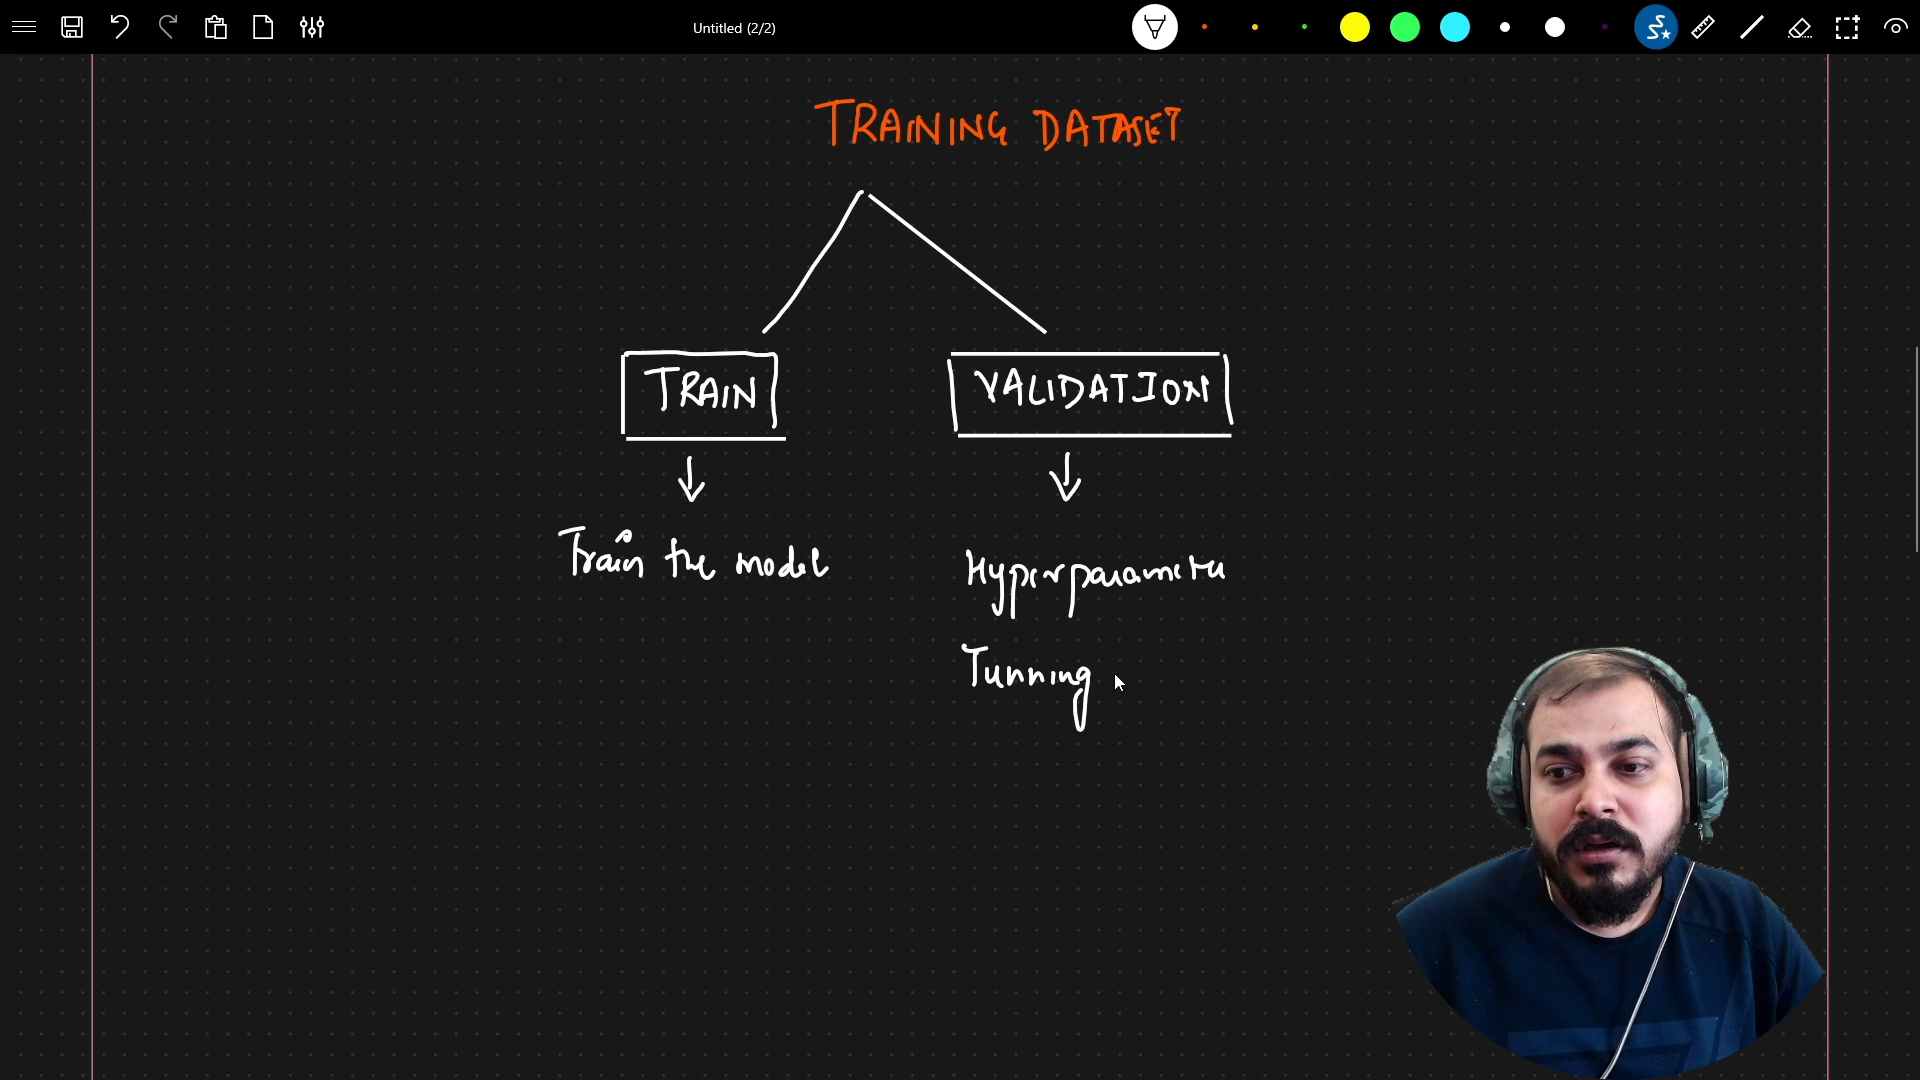 Untitled (2/2)
TRAINING DATASET
TRAIN VALIDATION
Train the model
Hyperparameter
Tunning